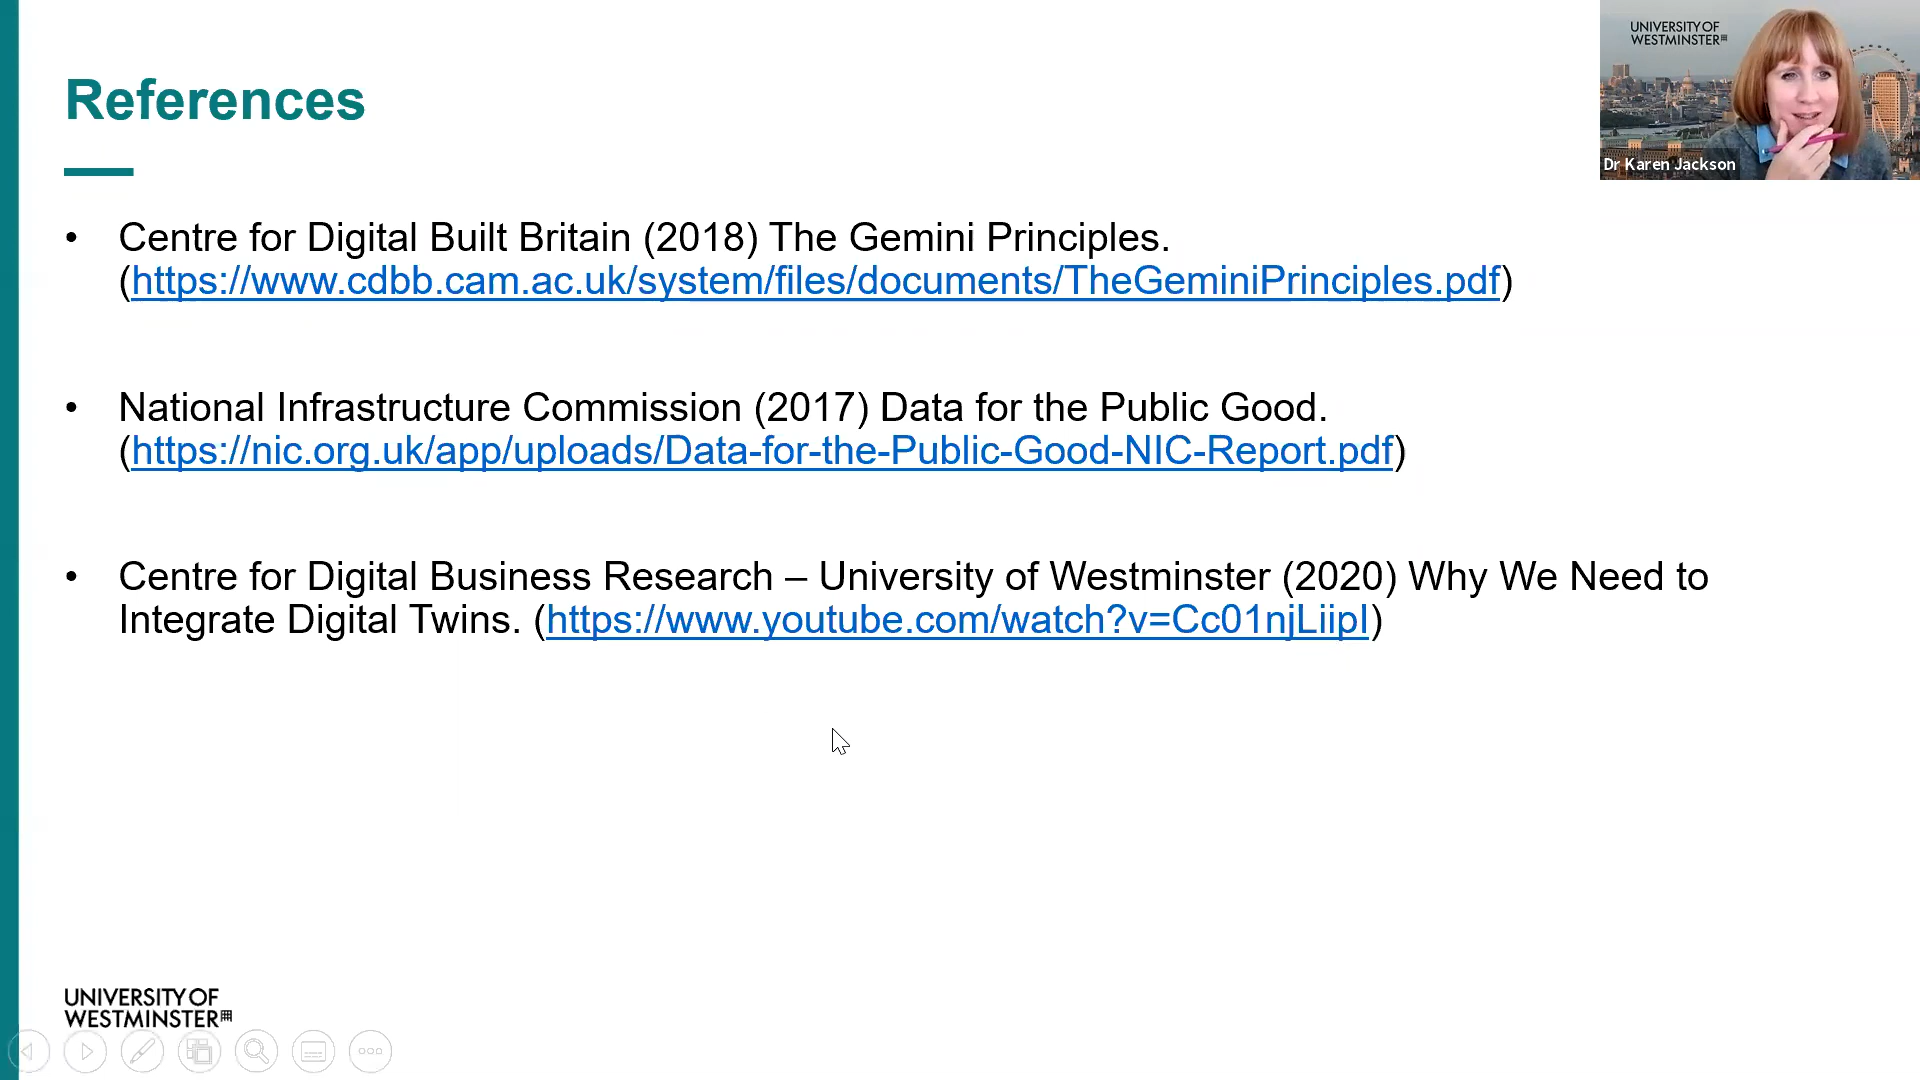 UNIVERSITY OF
WESTMINSTER
Dr Karen Jackson
References
• Centre for Digital Built Britain (2018) The Gemini Principles.
(https://www.cdbb.cam.ac.uk/system/files/documents/TheGeminiPrinciples.pdf)
• National Infrastructure Commission (2017) Data for the Public Good.
(https://nic.org.uk/app/uploads/Data-for-the-Public-Good-NIC-Report.pdf)
• Centre for Digital Business Research – University of Westminster (2020) Why We Need to
Integrate Digital Twins. (https://www.youtube.com/watch?v=Cc01njLiipI)
UNIVERSITY OF
WESTMINSTER